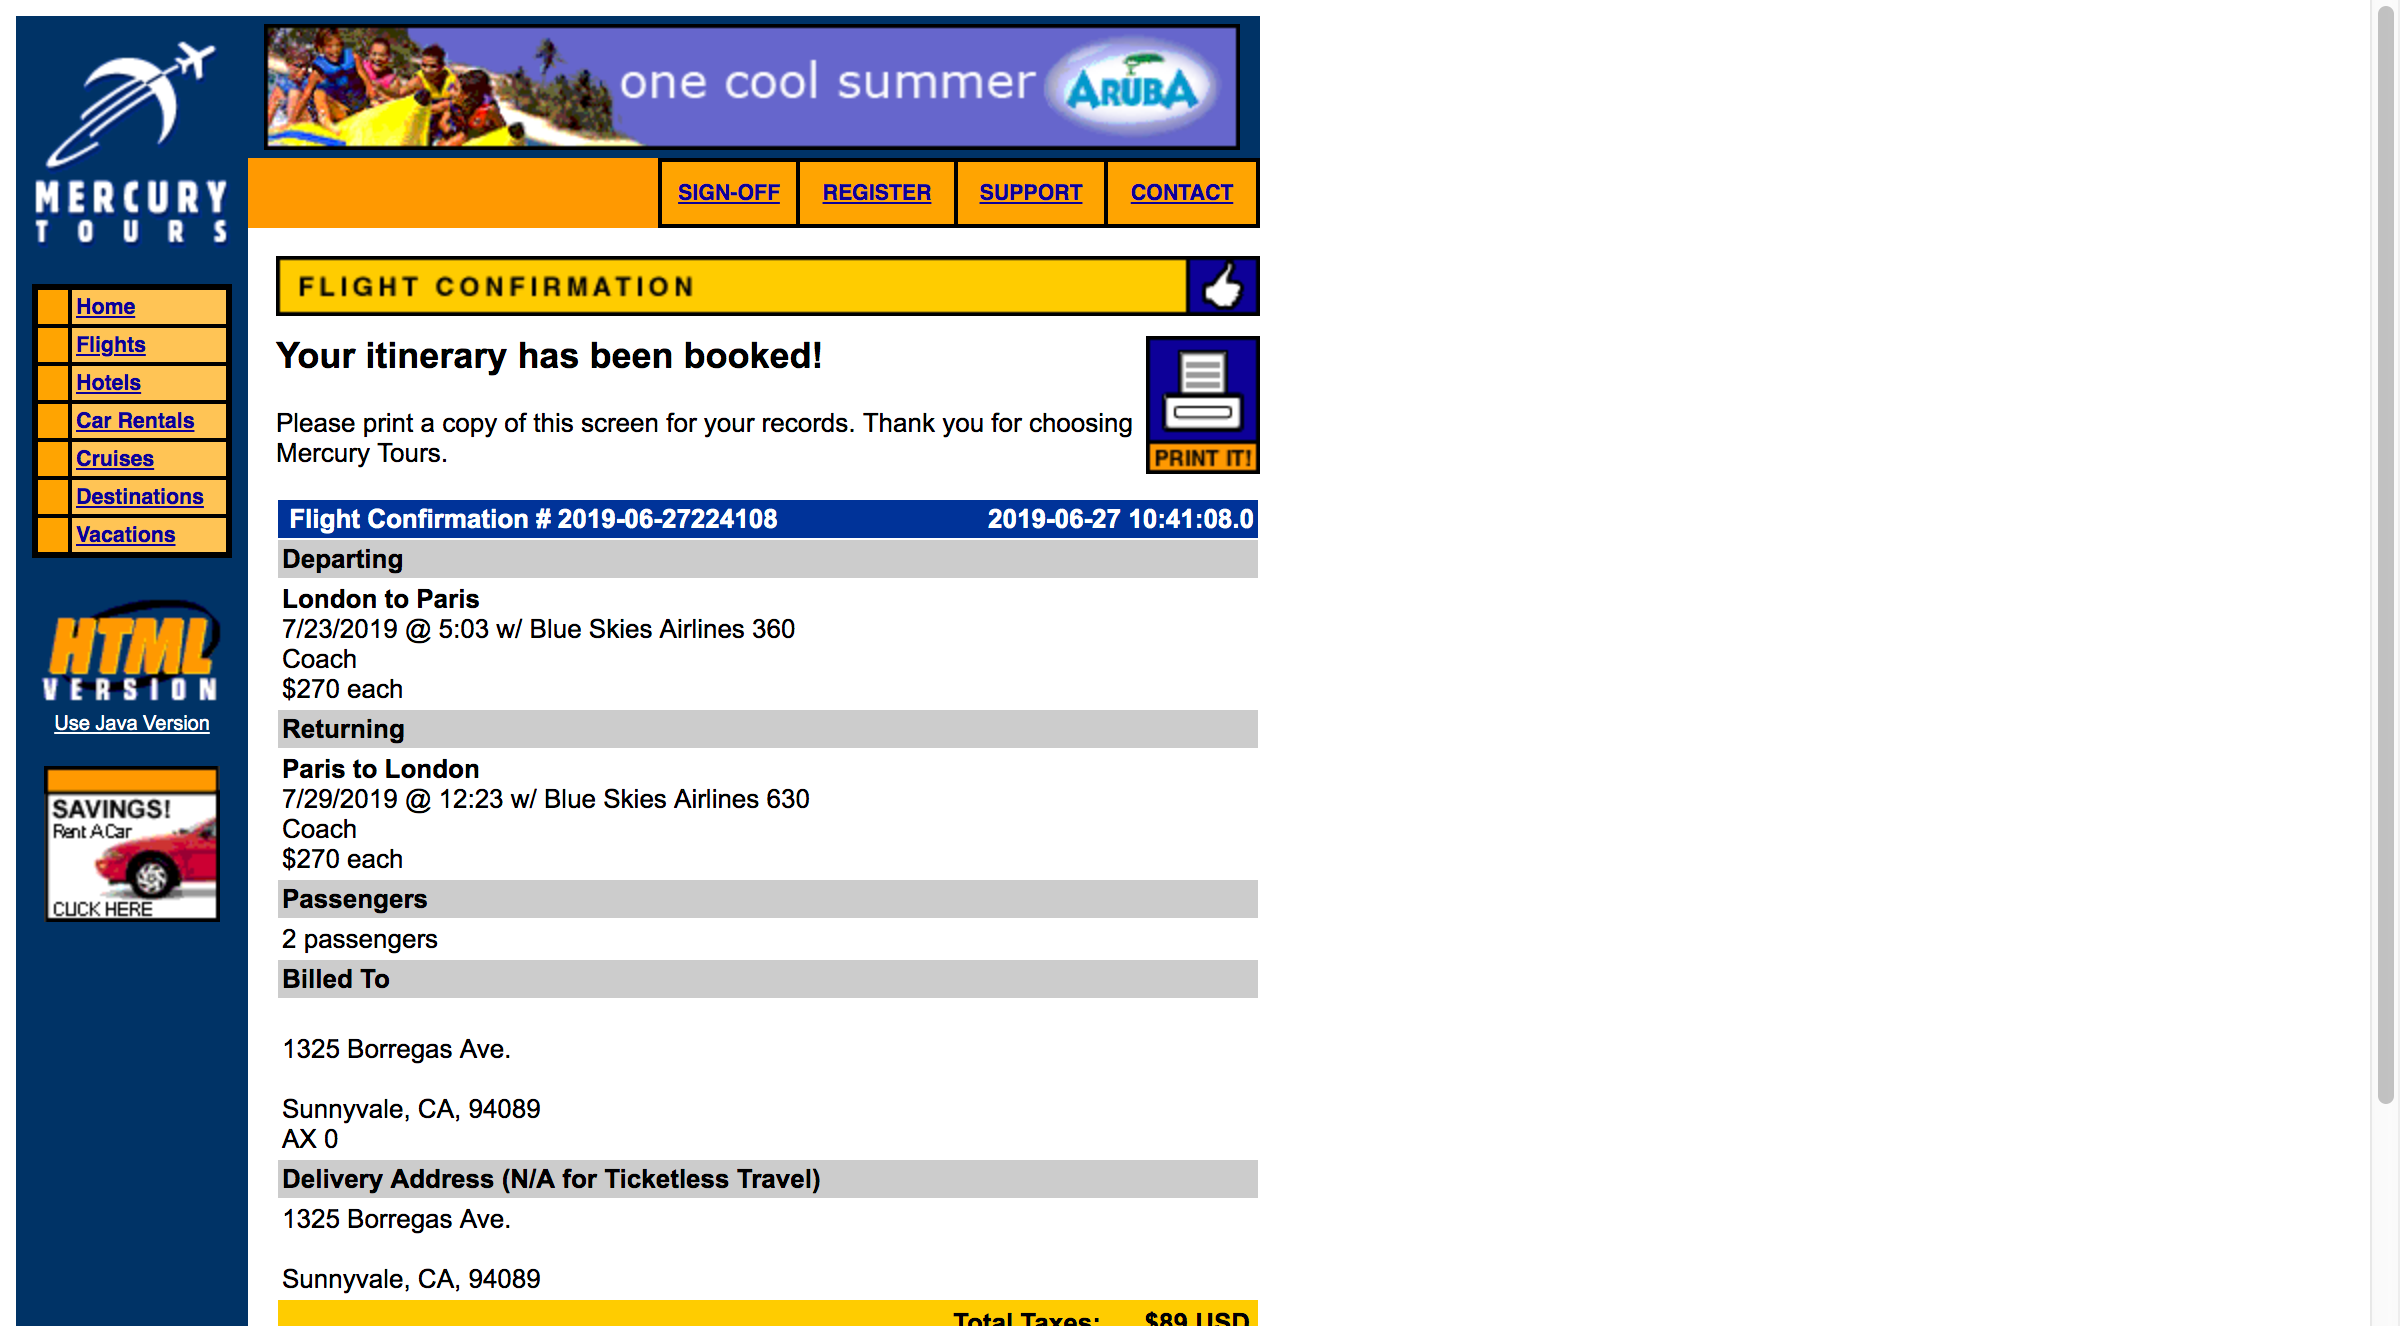 one cool summer ARUBA
MERCURY
TOURS
SIGN-OFF REGISTER SUPPORT CONTACT
Home
Flights
Hotels
Car Rentals
Cruises
Destinations
Vacations
HTML
VERSION
Use Java Version
SAVINGS!
Rent A Car
CLICK HERE
FLIGHT CONFIRMATION
Your itinerary has been booked!
Please print a copy of this screen for your records. Thank you for choosing
Mercury Tours.
PRINT IT!
Flight Confirmation # 2019-06-27224108 2019-06-27 10:41:08.0
Departing
London to Paris
7/23/2019 @ 5:03 w/ Blue Skies Airlines 360
Coach
$270 each
Returning
Paris to London
7/29/2019 @ 12:23 w/ Blue Skies Airlines 630
Coach
$270 each
Passengers
2 passengers
Billed To
1325 Borregas Ave.
Sunnyvale, CA, 94089
AX 0
Delivery Address (N/A for Ticketless Travel)
1325 Borregas Ave.
Sunnyvale, CA, 94089
Total Taxes: $89 USD